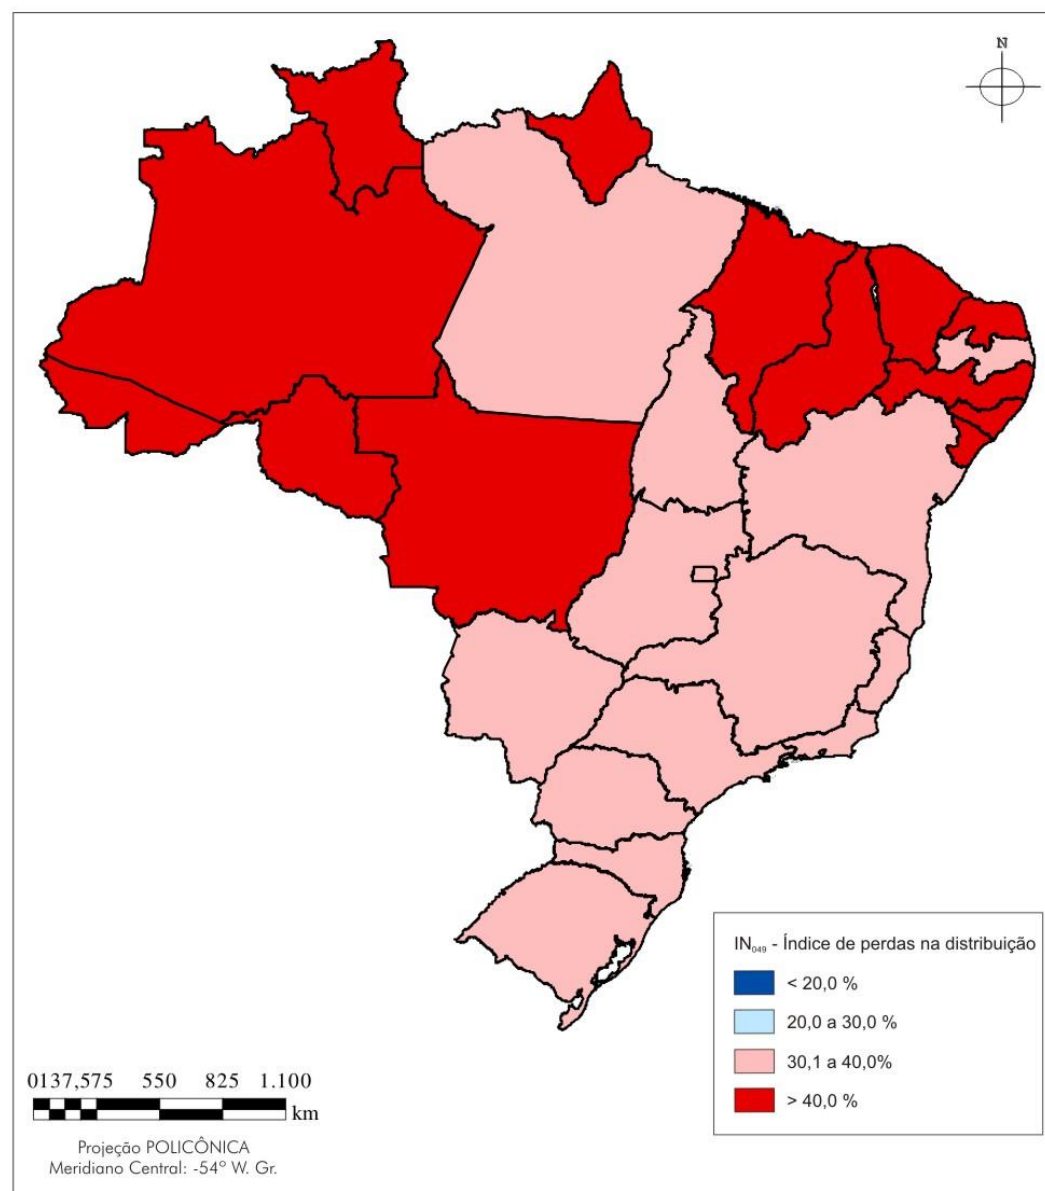 N
IN₀₄₉ - Índice de perdas na distribuição
< 20,0 %
20,0 a 30,0 %
30,1 a 40,0%
> 40,0 %
0137,575 550 825 1.100
km
Projeção POLICÔNICA
Meridiano Central: -54º W. Gr.